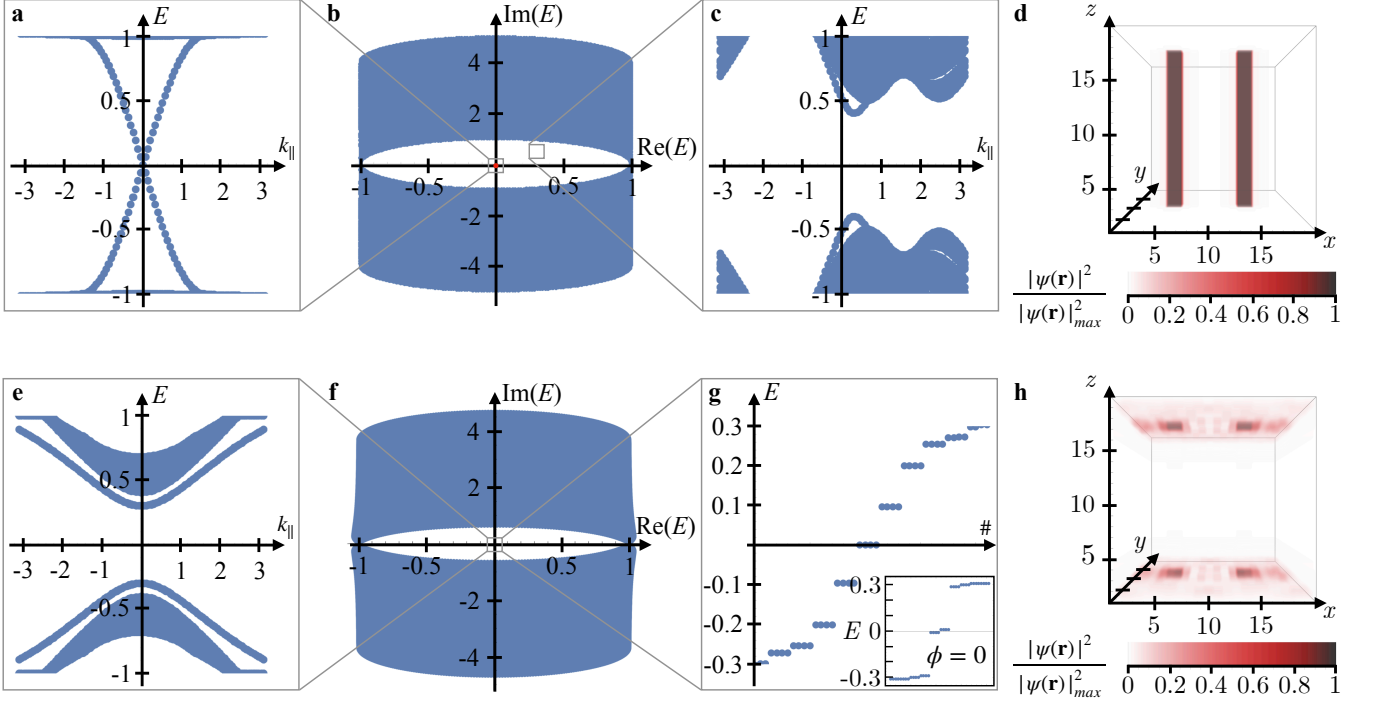 a
E
1
0.5
-0.5
-1
-3 -2 -1 1 2 3
k∥
b
Im(E)
4
2
-2
-4
Re(E)
-1 -0.5 0.5 1
c
E
1
0.5
-0.5
-1
-3 -2 -1 1 2 3
k∥
d
z
15
10
5
y
5 10 15 x
|ψ(r)|²
|ψ(r)|²max
0 0.2 0.4 0.6 0.8 1
e
E
1
0.5
-0.5
-1
-3 -2 -1 1 2 3
k∥
f
Im(E)
4
2
-2
-4
Re(E)
-1 -0.5 0.5 1
g
E
0.3
0.2
0.1
-0.1
-0.2
-0.3
#
0.3
E 0
ϕ = 0
-0.3
h
z
15
10
5
y
5 10 15 x
|ψ(r)|²
|ψ(r)|²max
0 0.2 0.4 0.6 0.8 1